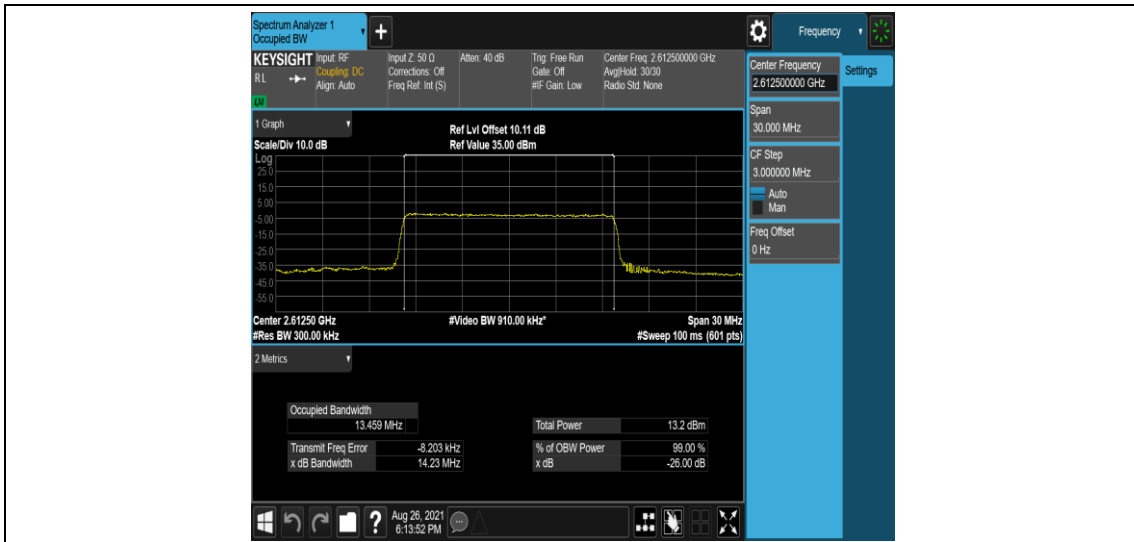 Spectrum Analyzer 1
Occupied BW
+
Frequency
KEYSIGHT
RL
LXI
Input: RF
Coupling: DC
Align: Auto
Input Z: 50 Ω
Corrections: Off
Freq Ref: Int (S)
Atten: 40 dB
Trig: Free Run
Gate: Off
#IF Gain: Low
Center Freq: 2.612500000 GHz
Avg|Hold: 30/30
Radio Std: None
Center Frequency
2.612500000 GHz
Settings
Span
30.000 MHz
CF Step
3.000000 MHz
Auto
Man
Freq Offset
0 Hz
1 Graph
Scale/Div 10.0 dB
Ref Lvl Offset 10.11 dB
Ref Value 35.00 dBm
Log
25.0
15.0
5.00
-5.00
-15.0
-25.0
-35.0
-45.0
-55.0
Center 2.61250 GHz
#Video BW 910.00 kHz*
Span 30 MHz
#Res BW 300.00 kHz
#Sweep 100 ms (601 pts)
2 Metrics
Occupied Bandwidth
13.459 MHz
Total Power 13.2 dBm
Transmit Freq Error -8.203 kHz
% of OBW Power 99.00 %
x dB Bandwidth 14.23 MHz
x dB -26.00 dB
?
Aug 26, 2021
6:13:52 PM